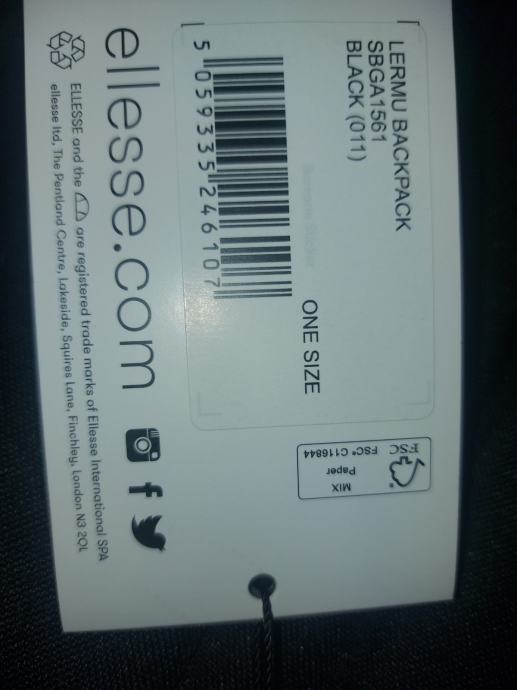 LERMU BACKPACK
SBGA1561
BLACK (011)
ONE SIZE
5 059335 246107
ellesse.com
ELLESSE and the are registered trade marks of Ellesse International SPA
ellesse ltd, The Pentland Centre, Lakeside, Squires Lane, Finchley, London N3 2QL
FSC
MIX
Paper
FSC® C116844